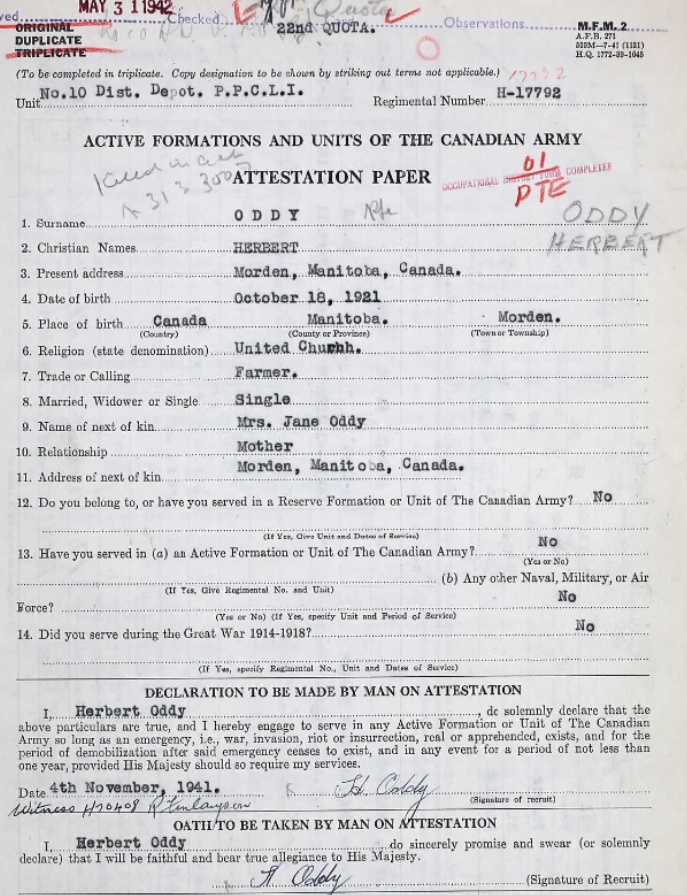 MAY 3 1 1942 Checked Quota Observations
22nd QUOTA.
M.F.M. 2
ORIGINAL
DUPLICATE
TRIPLICATE
A.F.B. 271
500M—7-41 (1131)
H.Q. 1772-39-1045
(To be completed in triplicate. Copy designation to be shown by striking out terms not applicable.)
Unit No.10 Dist. Depot. P.P.C.L.I. Regimental Number H-17792
ACTIVE FORMATIONS AND UNITS OF THE CANADIAN ARMY
Killed in
ATTESTATION PAPER
OCCUPATIONAL HISTORY FORM COMPLETED
01
PTE
1. Surname ODDY
ODDY
HERBERT
2. Christian Names HERBERT
3. Present address Morden, Manitoba, Canada.
4. Date of birth October 18, 1921
5. Place of birth Canada Manitoba. Morden.
(Country) (County or Province) (Town or Township)
6. Religion (state denomination) United Churhh.
7. Trade or Calling Farmer.
8. Married, Widower or Single Single
9. Name of next of kin Mrs. Jane Oddy
10. Relationship Mother
11. Address of next of kin Morden, Manitoba, Canada.
12. Do you belong to, or have you served in a Reserve Formation or Unit of The Canadian Army? No
(If Yes, Give Unit and Dates of Service)
13. Have you served in (a) an Active Formation or Unit of The Canadian Army? No
(Yes or No)
(b) Any other Naval, Military, or Air
(If Yes, Give Regimental No. and Unit)
Force? No
(Yes or No) (If Yes, specify Unit and Period of Service)
14. Did you serve during the Great War 1914-1918? No
(If Yes, specify Regimental No., Unit and Dates of Service)
DECLARATION TO BE MADE BY MAN ON ATTESTATION
I, Herbert Oddy, do solemnly declare that the
above particulars are true, and I hereby engage to serve in any Active Formation or Unit of The Canadian
Army so long as an emergency, i.e., war, invasion, riot or insurrection, real or apprehended, exists, and for the
period of demobilization after said emergency ceases to exist, and in any event for a period of not less than
one year, provided His Majesty should so require my services.
Date 4th November, 1941. H. Oddy
(Signature of recruit)
Witness H70408 R Finlayson
OATH TO BE TAKEN BY MAN ON ATTESTATION
I, Herbert Oddy do sincerely promise and swear (or solemnly
declare) that I will be faithful and bear true allegiance to His Majesty.
H Oddy (Signature of Recruit)